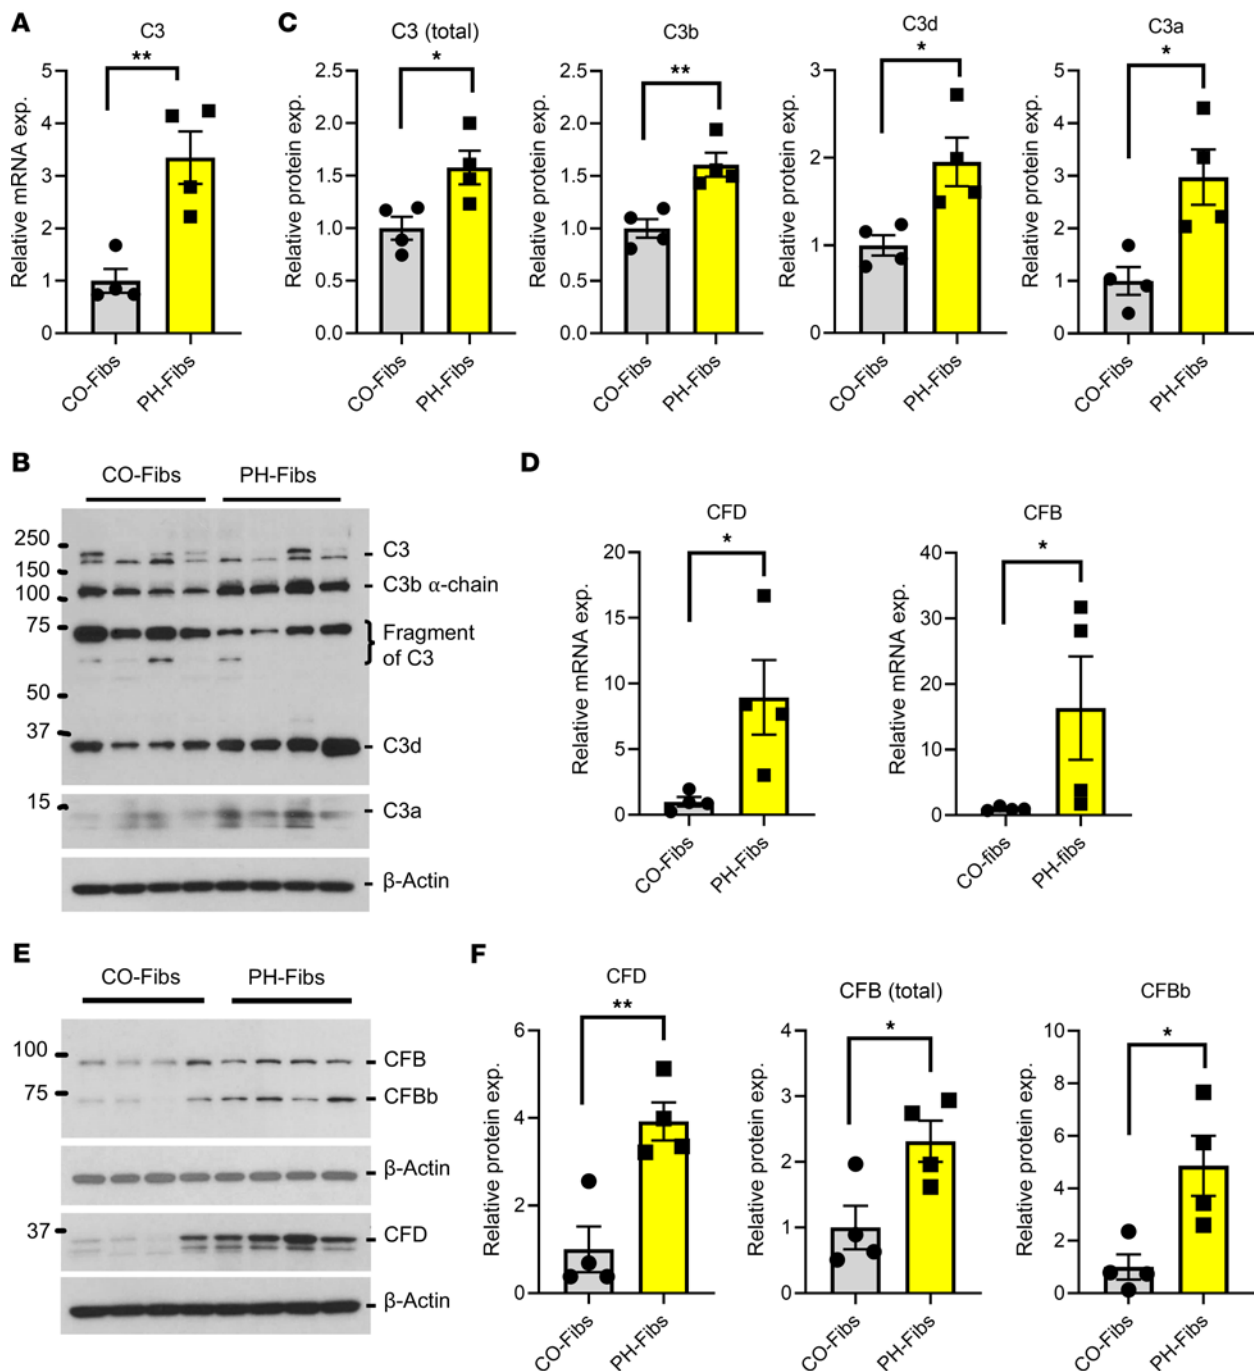 A
C3
**
Relative mRNA exp.
5
4
3
2
1
0
CO-Fibs
PH-Fibs
C
C3 (total)
*
Relative protein exp.
2.5
2.0
1.5
1.0
0.5
0.0
CO-Fibs
PH-Fibs
C3b
**
Relative protein exp.
2.5
2.0
1.5
1.0
0.5
0.0
CO-Fibs
PH-Fibs
C3d
*
Relative protein exp.
3
2
1
0
CO-Fibs
PH-Fibs
C3a
*
Relative protein exp.
5
4
3
2
1
0
CO-Fibs
PH-Fibs
B
CO-Fibs
PH-Fibs
250
150
100
75
50
37
15
C3
C3b α-chain
Fragment
of C3
C3d
C3a
β-Actin
D
CFD
*
Relative mRNA exp.
20
15
10
5
0
CO-Fibs
PH-Fibs
CFB
*
Relative mRNA exp.
40
30
20
10
0
CO-fibs
PH-fibs
E
CO-Fibs
PH-Fibs
100
75
37
CFB
CFBb
β-Actin
CFD
β-Actin
F
CFD
**
Relative protein exp.
6
4
2
0
CO-Fibs
PH-Fibs
CFB (total)
*
Relative protein exp.
4
3
2
1
0
CO-Fibs
PH-Fibs
CFBb
*
Relative protein exp.
10
8
6
4
2
0
CO-Fibs
PH-Fibs